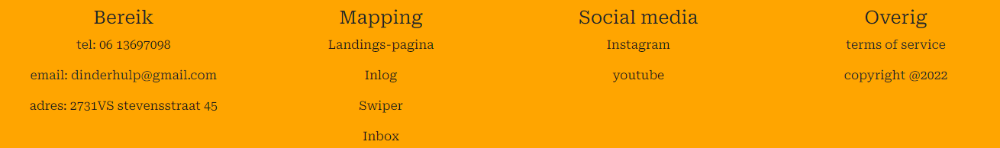 Bereik
tel: 06 13697098
email: dinderhulp@gmail.com
adres: 2731VS stevensstraat 45
Mapping
Landings-pagina
Inlog
Swiper
Inbox
Social media
Instagram
youtube
Overig
terms of service
copyright @2022